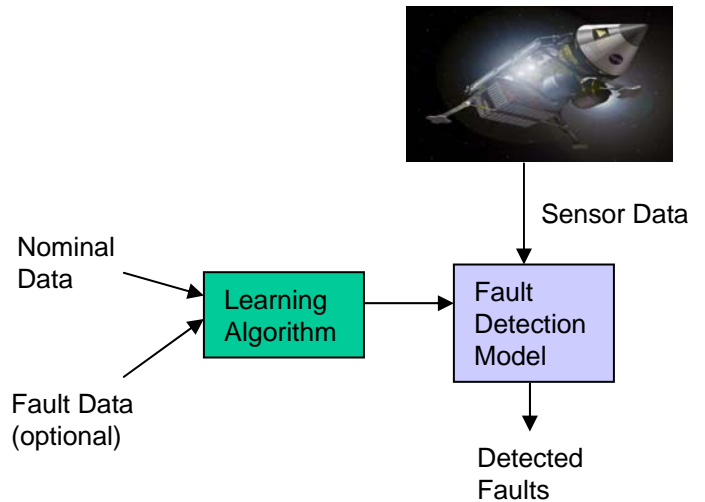 Sensor Data
Nominal
Data
Learning
Algorithm
Fault
Detection
Model
Fault Data
(optional)
Detected
Faults